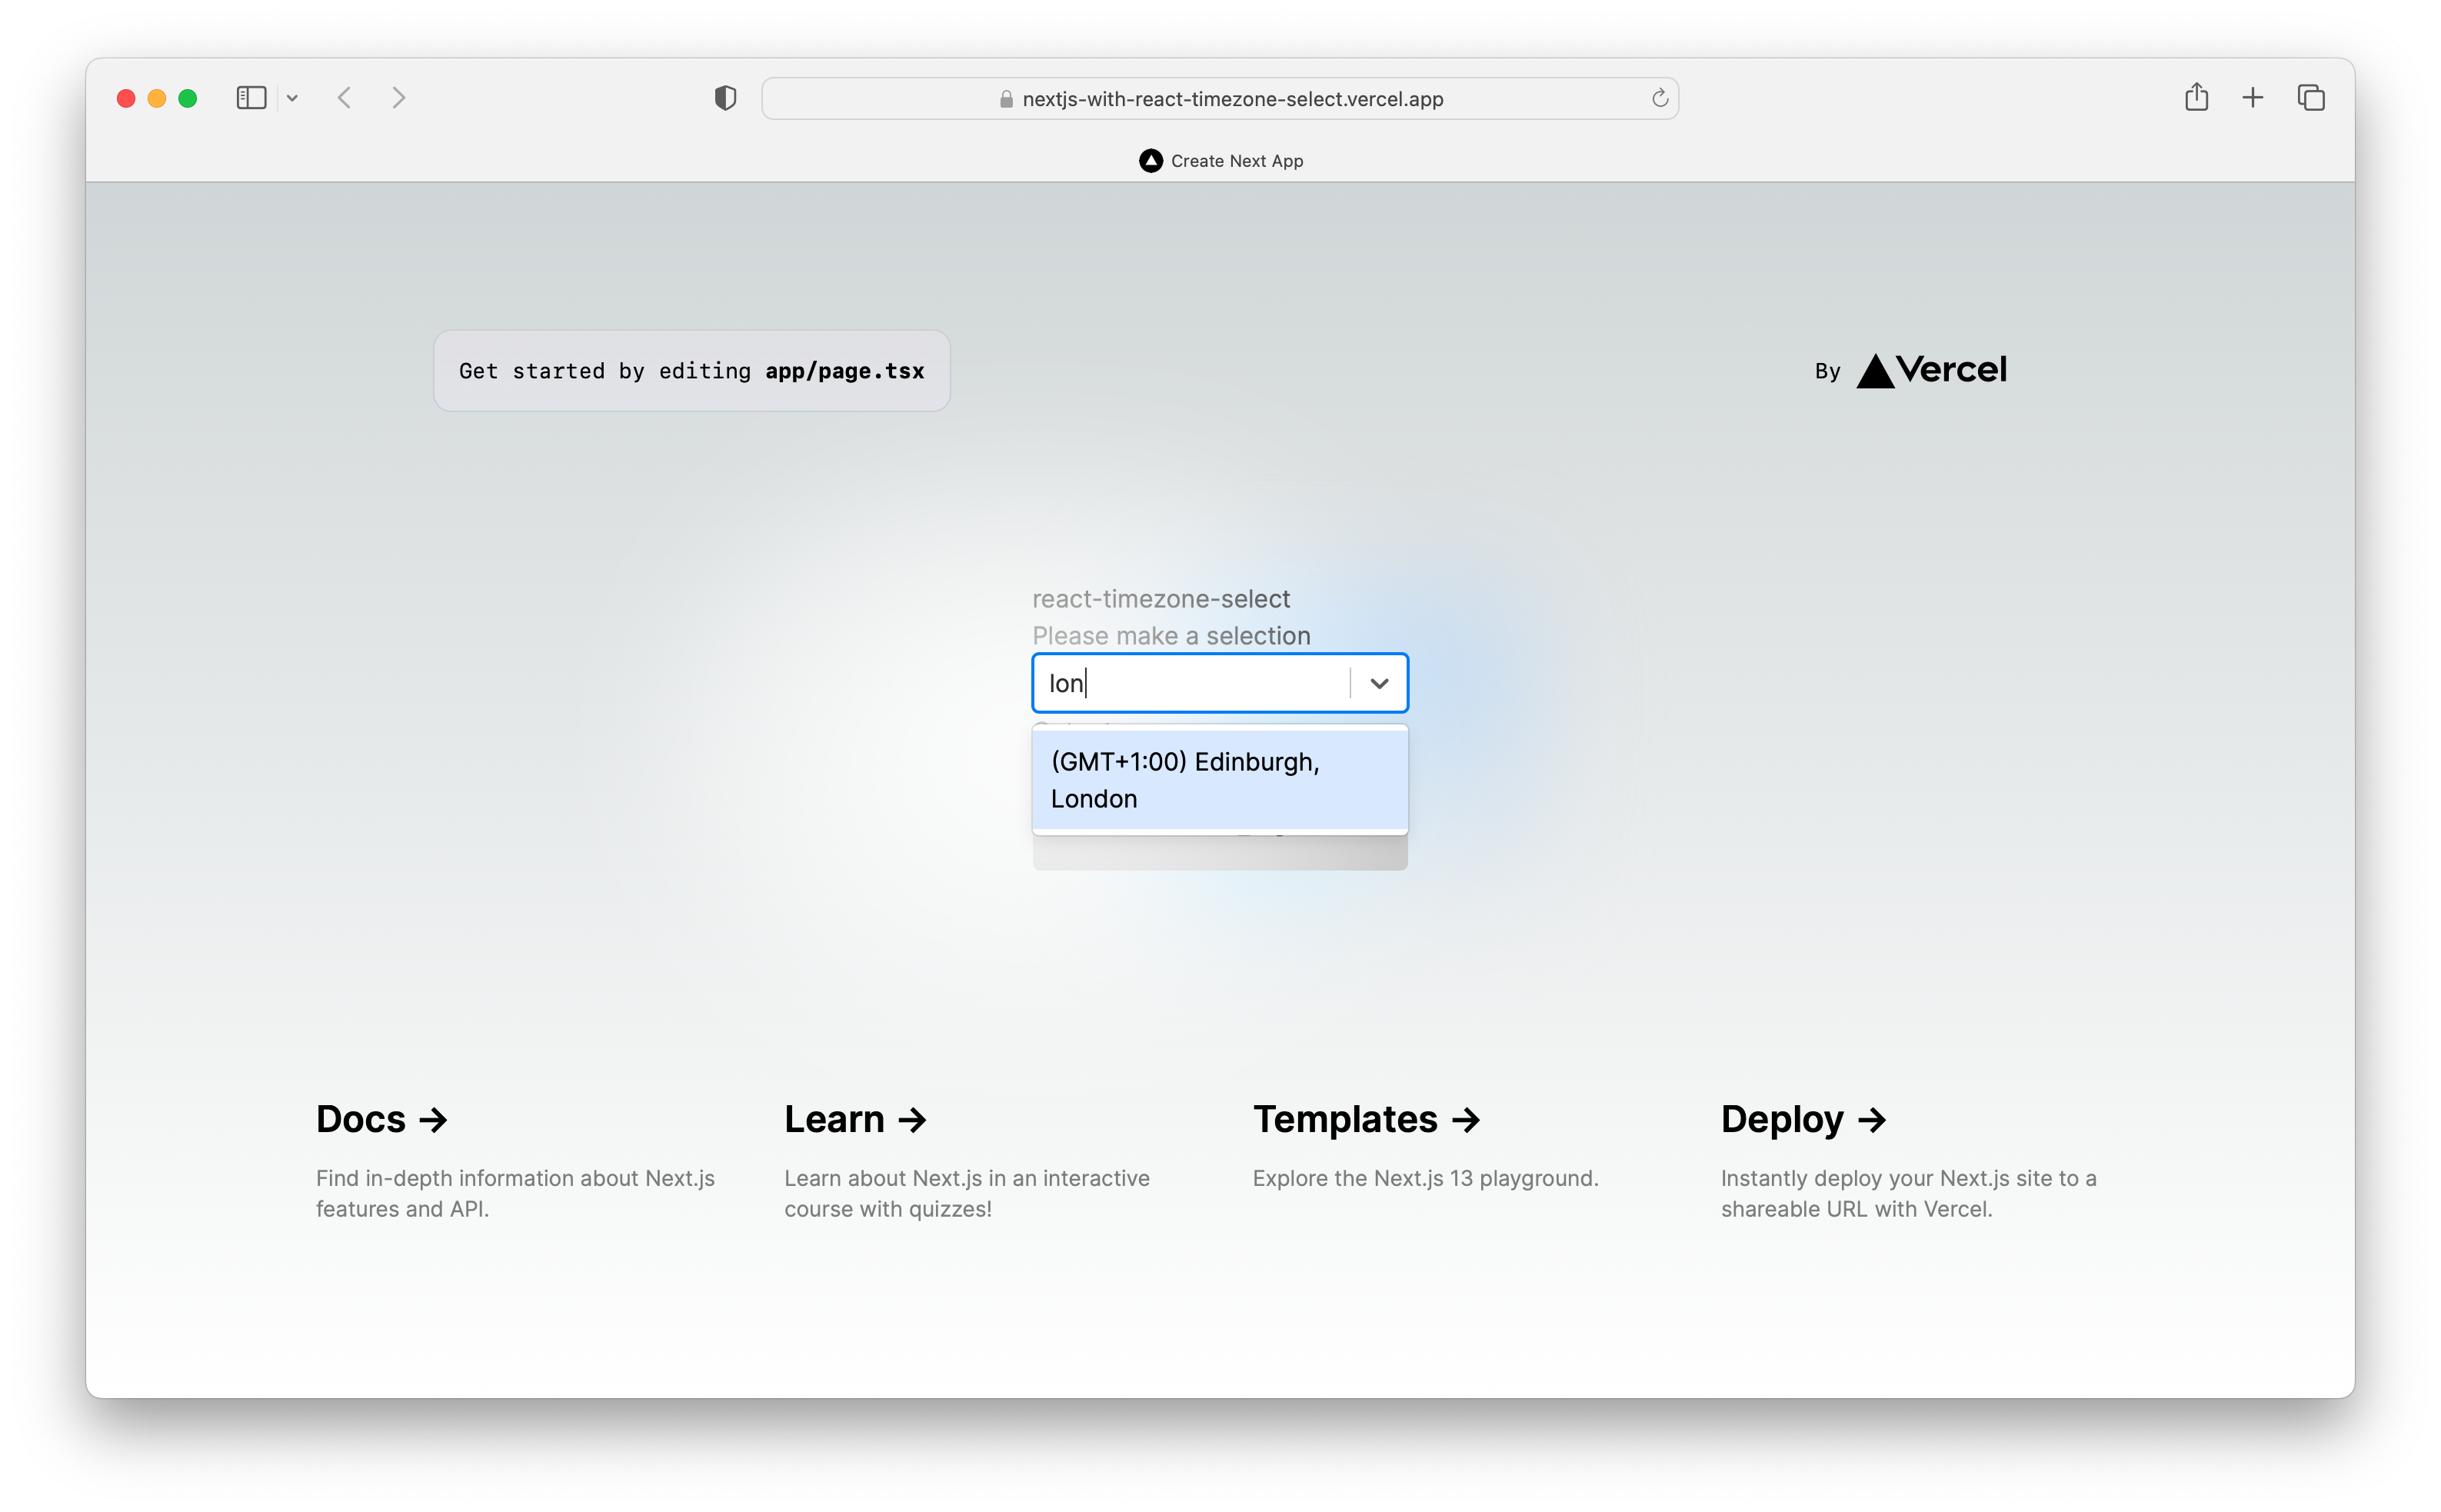 nextjs-with-react-timezone-select.vercel.app
Create Next App
Get started by editing app/page.tsx
By Vercel
react-timezone-select
Please make a selection
lon
(GMT+1:00) Edinburgh,
London
Docs →
Find in-depth information about Next.js
features and API.
Learn →
Learn about Next.js in an interactive
course with quizzes!
Templates →
Explore the Next.js 13 playground.
Deploy →
Instantly deploy your Next.js site to a
shareable URL with Vercel.